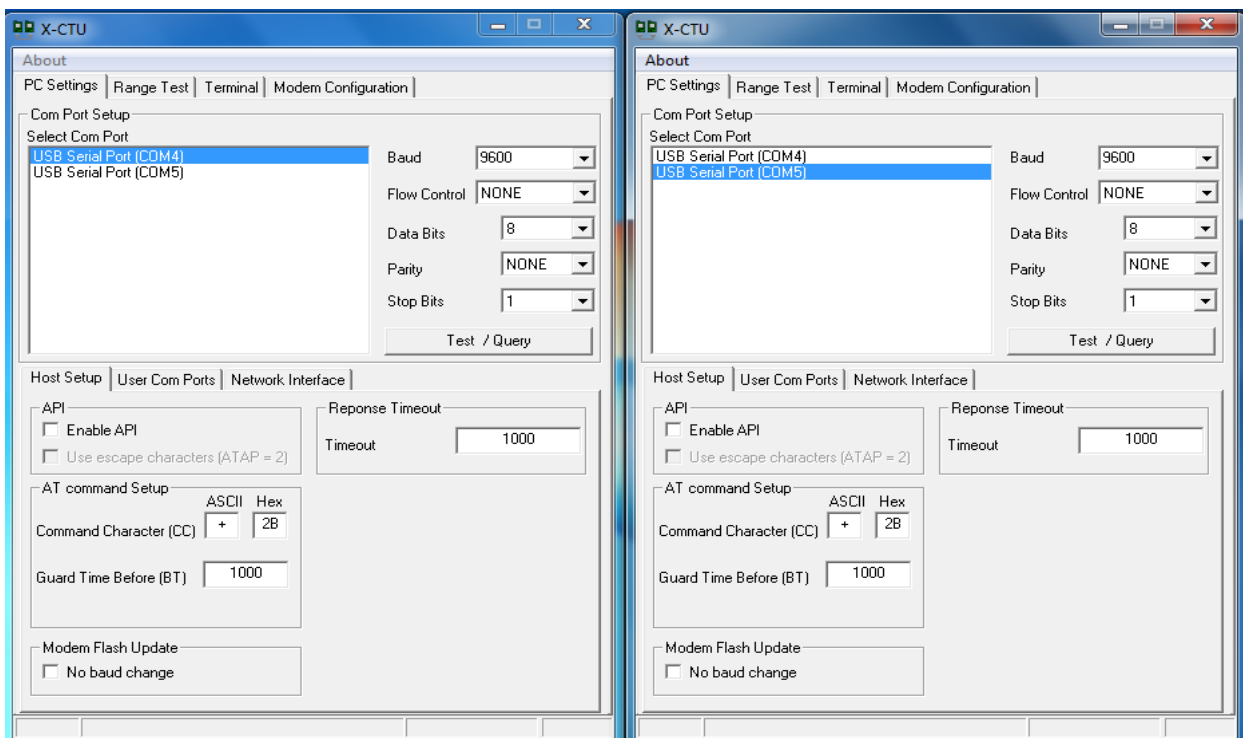 X-CTU
About
PC Settings Range Test Terminal Modem Configuration
Com Port Setup
Select Com Port
USB Serial Port (COM4)
USB Serial Port (COM5)
Baud 9600
Flow Control NONE
Data Bits 8
Parity NONE
Stop Bits 1
Test / Query
Host Setup User Com Ports Network Interface
API
Enable API
Use escape characters (ATAP = 2)
Reponse Timeout
Timeout 1000
AT command Setup
ASCII Hex
Command Character (CC) + 2B
Guard Time Before (BT) 1000
Modem Flash Update
No baud change
X-CTU
About
PC Settings Range Test Terminal Modem Configuration
Com Port Setup
Select Com Port
USB Serial Port (COM4)
USB Serial Port (COM5)
Baud 9600
Flow Control NONE
Data Bits 8
Parity NONE
Stop Bits 1
Test / Query
Host Setup User Com Ports Network Interface
API
Enable API
Use escape characters (ATAP = 2)
Reponse Timeout
Timeout 1000
AT command Setup
ASCII Hex
Command Character (CC) + 2B
Guard Time Before (BT) 1000
Modem Flash Update
No baud change